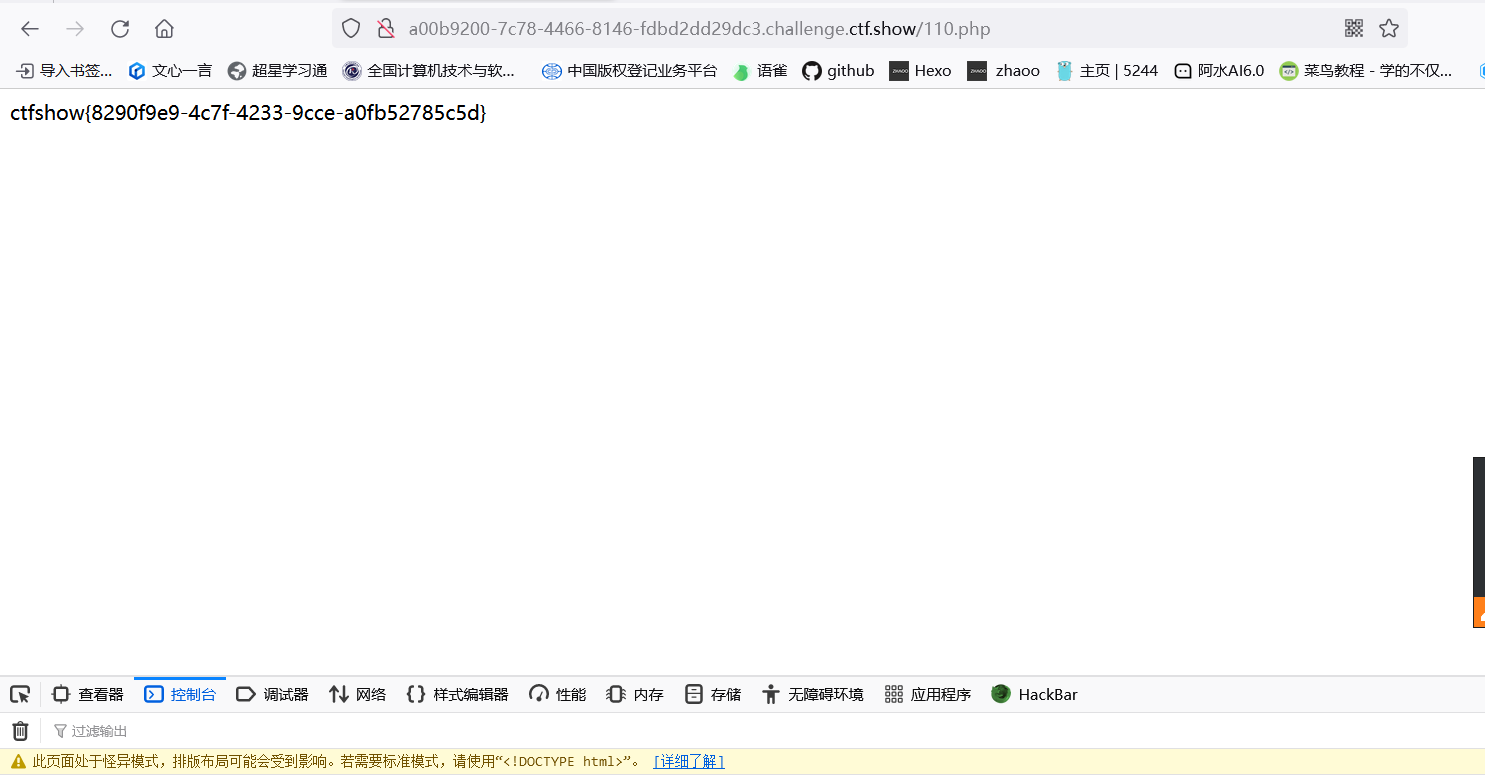 a00b9200-7c78-4466-8146-fdbd2dd29dc3.challenge.ctf.show/110.php
导入书签... 文心一言 超星学习通 全国计算机技术与软... 中国版权登记业务平台 语雀 github Hexo zhaoo 主页 | 5244 阿水AI6.0 菜鸟教程 - 学的不仅...
ctfshow{8290f9e9-4c7f-4233-9cce-a0fb52785c5d}
查看器 控制台 调试器 网络 样式编辑器 性能 内存 存储 无障碍环境 应用程序 HackBar
过滤输出
此页面处于怪异模式，排版布局可能会受到影响。若需要标准模式，请使用“<!DOCTYPE html>”。 [详细了解]